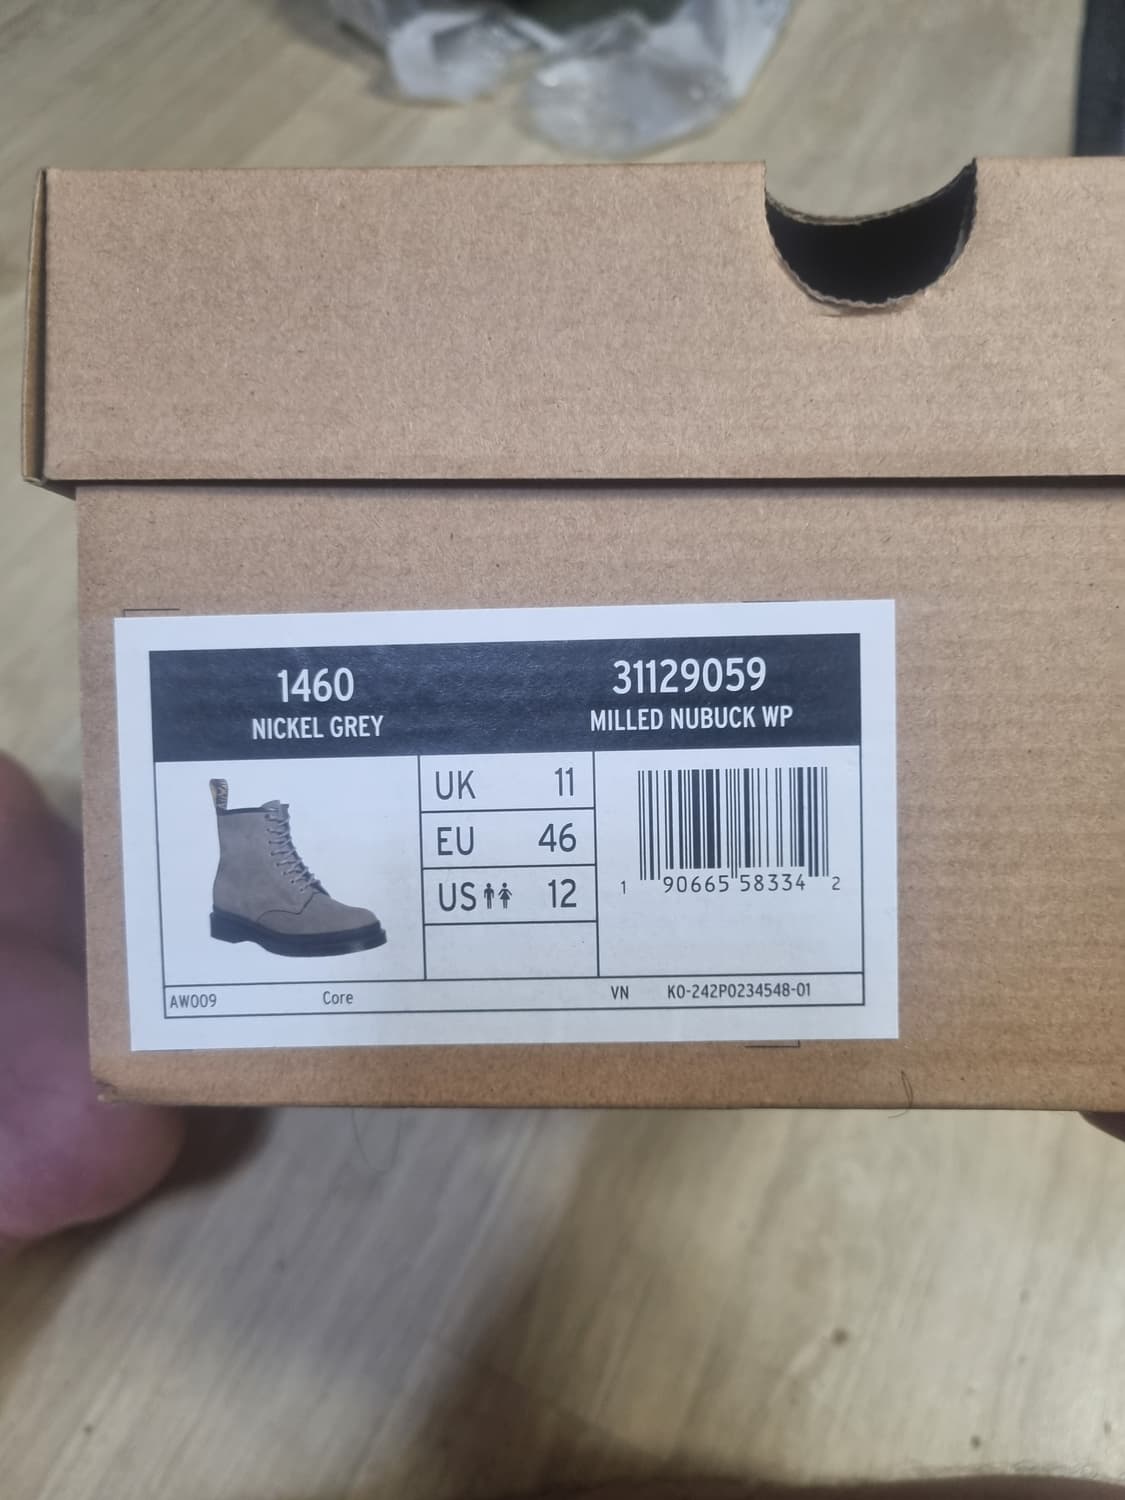 1460
NICKEL GREY
31129059
MILLED NUBUCK WP
UK 11
EU 46
US 12
1 90665 58334 2
AW009 Core VN K0-242P0234548-01